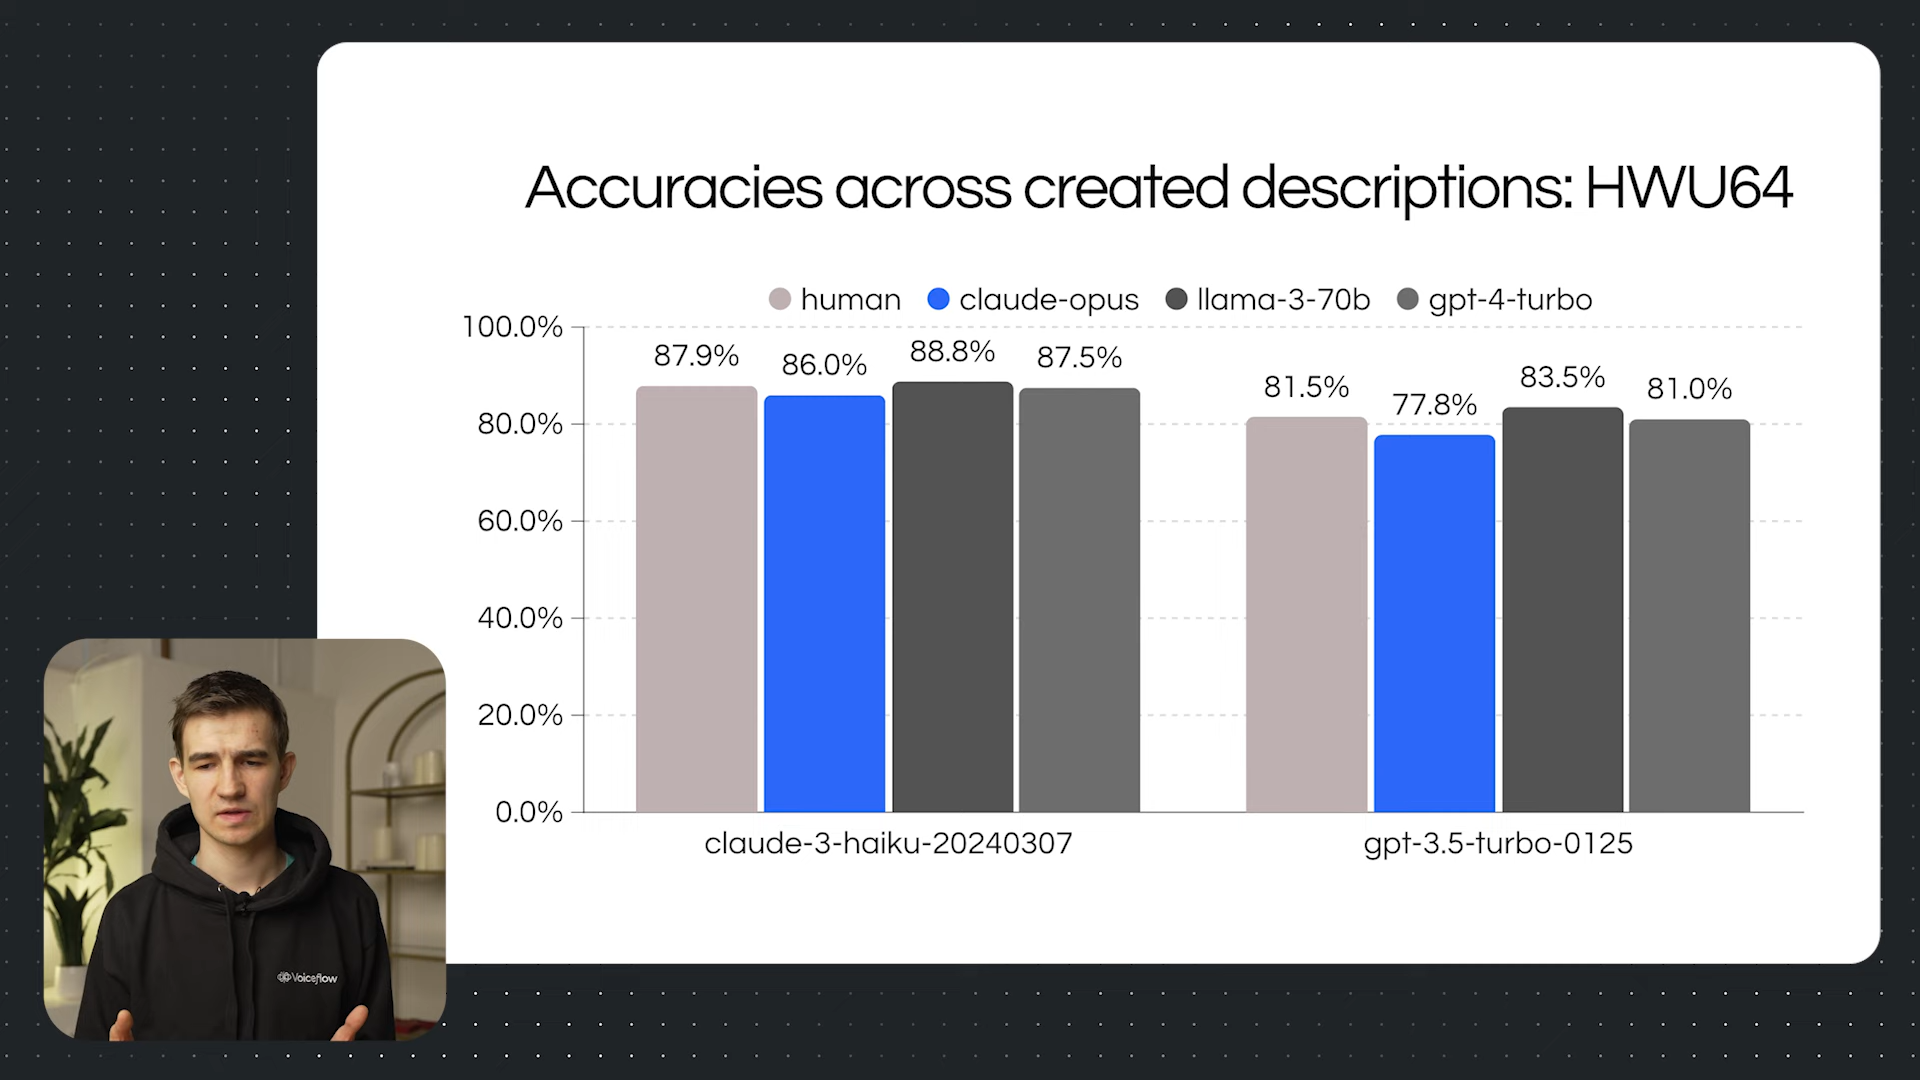 Accuracies across created descriptions: HWU64
human claude-opus llama-3-70b gpt-4-turbo
100.0%
80.0%
60.0%
40.0%
20.0%
0.0%
87.9% 86.0% 88.8% 87.5%
81.5% 77.8% 83.5% 81.0%
claude-3-haiku-20240307 gpt-3.5-turbo-0125
Voiceflow